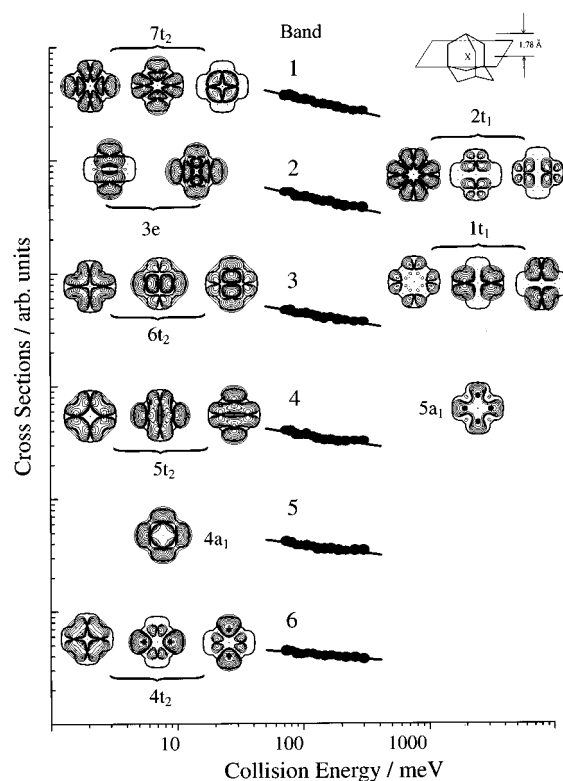 7t₂
Band
1
1.78 Å
X
2t₁
2
3e
1t₁
3
6t₂
4
5a₁
5t₂
5
4a₁
6
4t₂
Cross Sections / arb. units
10
100
1000
Collision Energy / meV